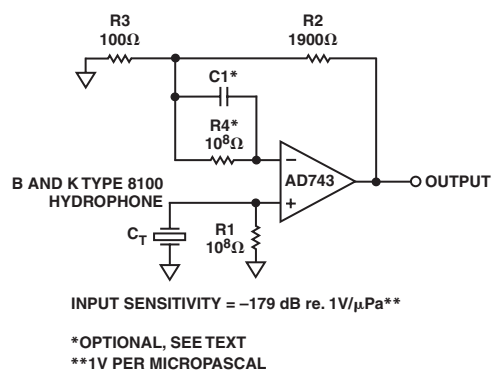 R3
100Ω
R2
1900Ω
C1*
R4*
10⁸Ω
–
AD743
+
OUTPUT
B AND K TYPE 8100
HYDROPHONE
CT
R1
10⁸Ω
INPUT SENSITIVITY = –179 dB re. 1V/μPa**
*OPTIONAL, SEE TEXT
**1V PER MICROPASCAL